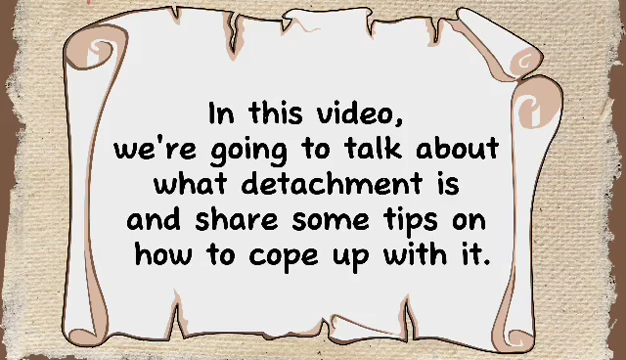 In this video,
we're going to talk about
what detachment is
and share some tips on
how to cope up with it.